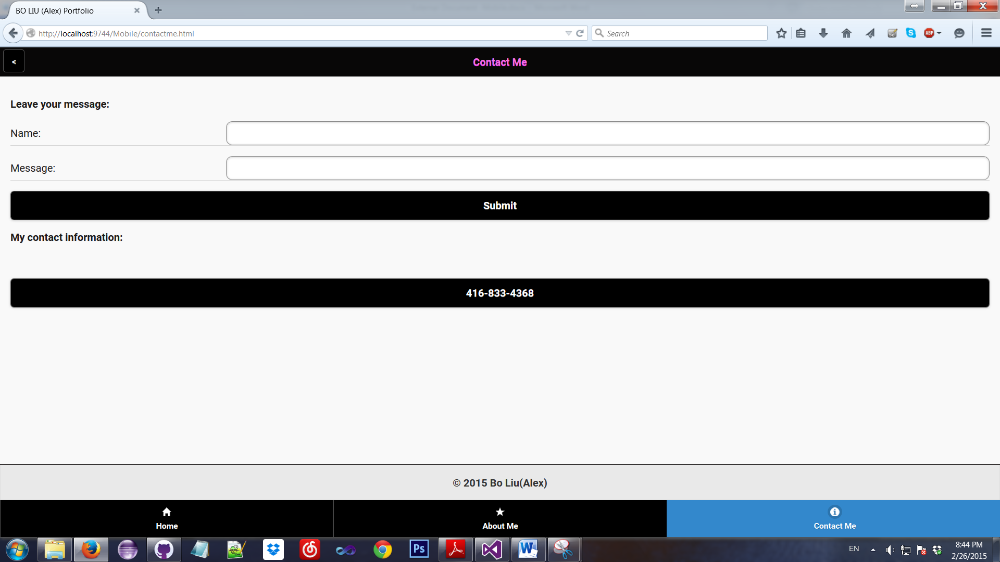 BO LIU (Alex) Portfolio
http://localhost:9744/Mobile/contactme.html
Search
ABP
<
Contact Me
Leave your message:
Name:
Message:
Submit
My contact information:
416-833-4368
© 2015 Bo Liu(Alex)
Home
About Me
Contact Me
Ps
W
EN
8:44 PM
2/26/2015